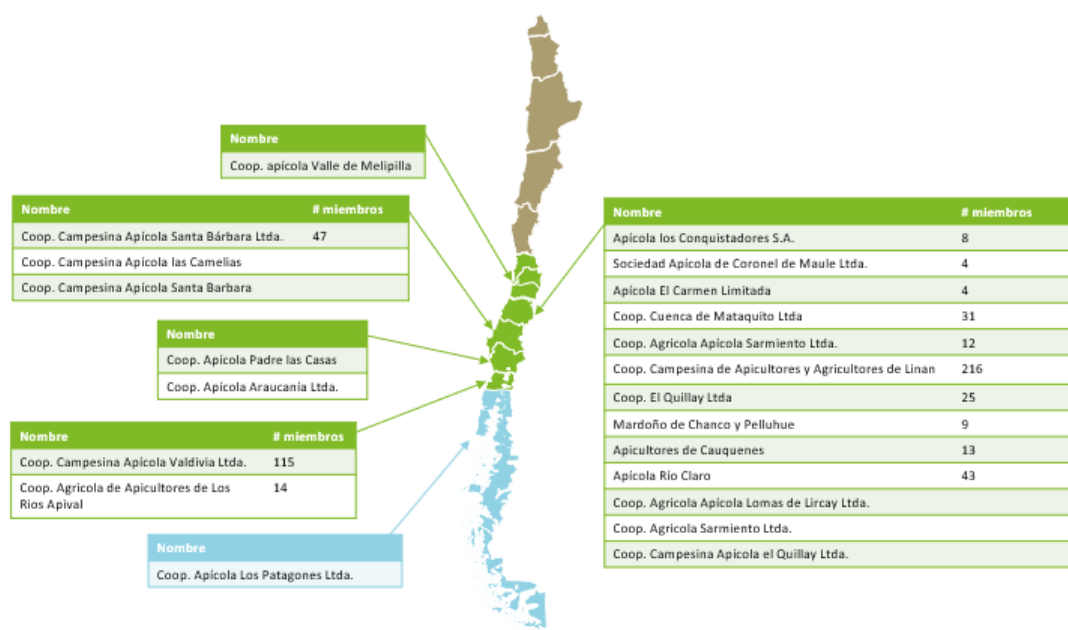 Nombre
Coop. apícola Valle de Melipilla
Nombre # miembros
Coop. Campesina Apícola Santa Bárbara Ltda. 47
Coop. Campesina Apícola las Camelias
Coop. Campesina Apícola Santa Barbara
Nombre
Coop. Apícola Padre las Casas
Coop. Apícola Araucanía Ltda.
Nombre # miembros
Coop. Campesina Apícola Valdivia Ltda. 115
Coop. Agricola de Apicultores de Los 14
Rios Apival
Nombre
Coop. Apícola Los Patagones Ltda.
Nombre # miembros
Apícola los Conquistadores S.A. 8
Sociedad Apícola de Coronel de Maule Ltda. 4
Apícola El Carmen Limitada 4
Coop. Cuenca de Mataquito Ltda 31
Coop. Agricola Apícola Sarmiento Ltda. 12
Coop. Campesina de Apicultores y Agricultores de Linan 216
Coop. El Quillay Ltda 25
Mardoño de Chanco y Pelluhue 9
Apicultores de Cauquenes 13
Apícola Rio Claro 43
Coop. Agricola Apícola Lomas de Lircay Ltda.
Coop. Agricola Sarmiento Ltda.
Coop. Campesina Apícola el Quillay Ltda.